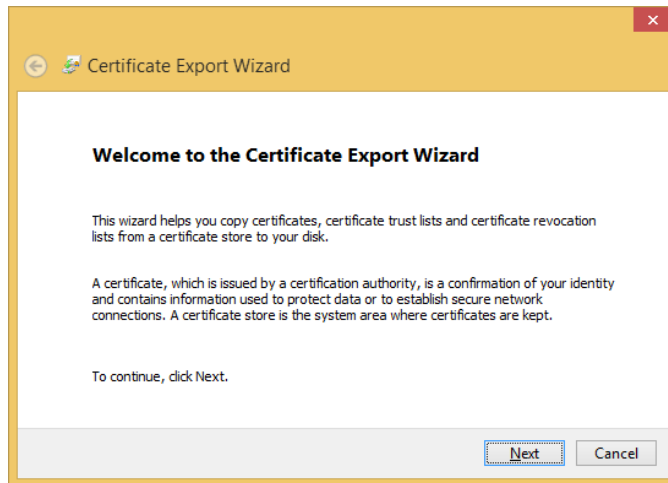 Certificate Export Wizard
Welcome to the Certificate Export Wizard
This wizard helps you copy certificates, certificate trust lists and certificate revocation
lists from a certificate store to your disk.
A certificate, which is issued by a certification authority, is a confirmation of your identity
and contains information used to protect data or to establish secure network
connections. A certificate store is the system area where certificates are kept.
To continue, click Next.
Next Cancel